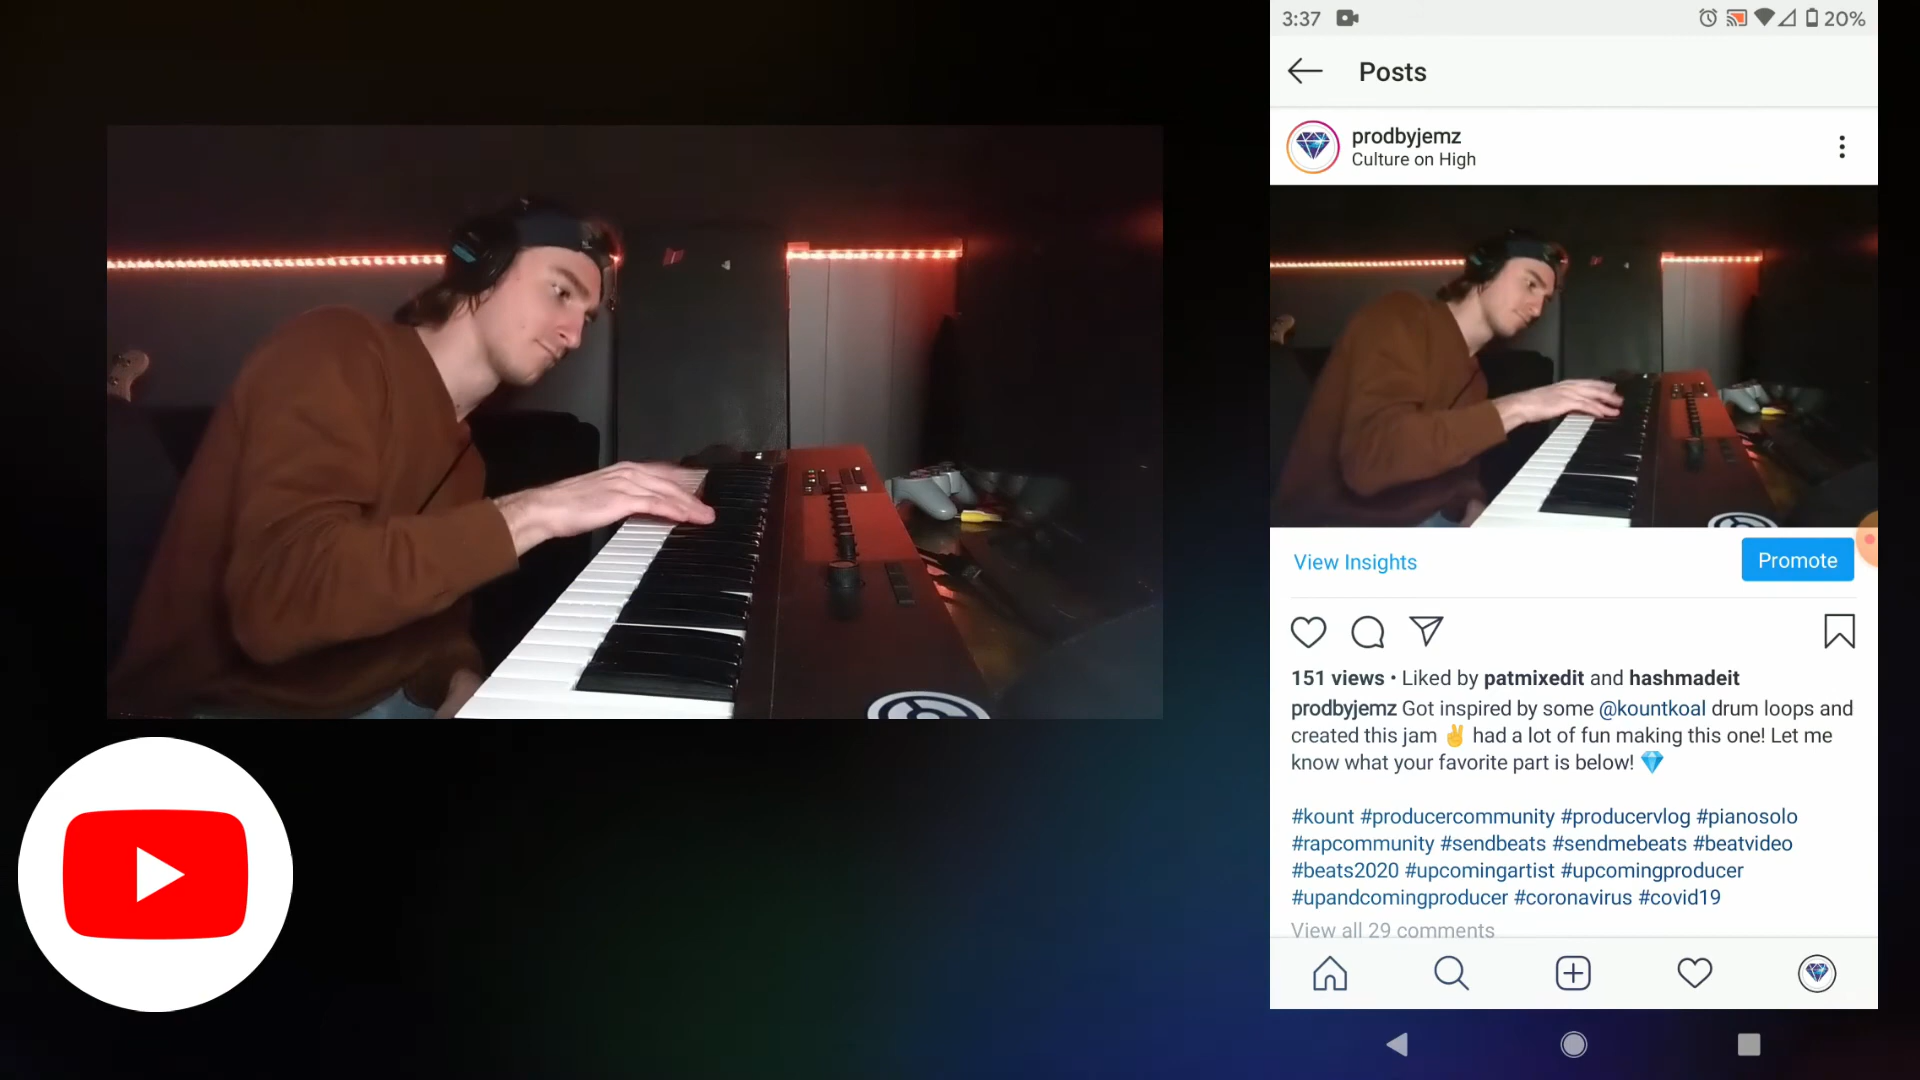 3:37
20%
Posts
prodbyjemz
Culture on High
View Insights
Promote
151 views • Liked by patmixedit and hashmadeit
prodbyjemz Got inspired by some @kountkoal drum loops and
created this jam ✌ had a lot of fun making this one! Let me
know what your favorite part is below! 💎
#kount #producercommunity #producervlog #pianosolo
#rapcommunity #sendbeats #sendmebeats #beatvideo
#beats2020 #upcomingartist #upcomingproducer
#upandcomingproducer #coronavirus #covid19
View all 29 comments